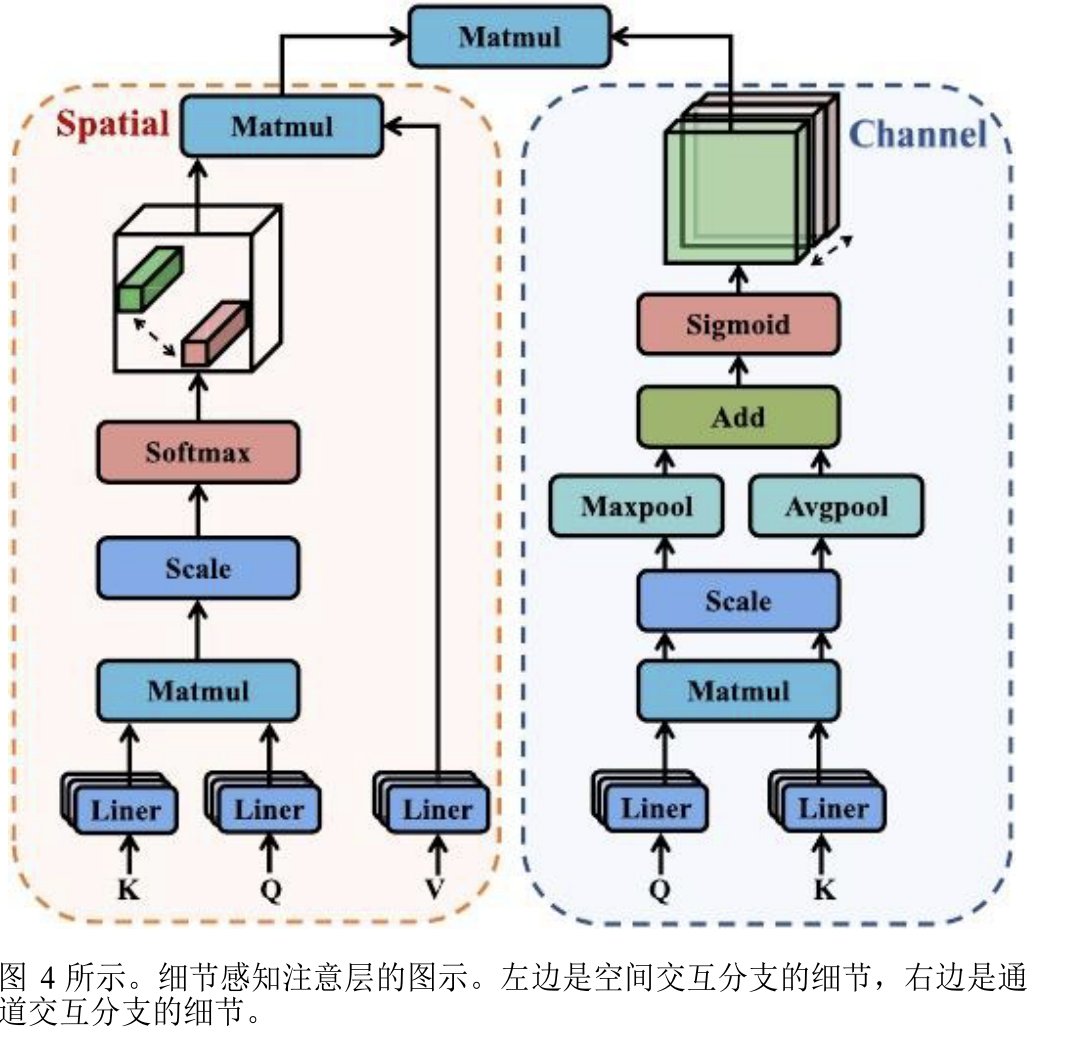 Matmul
Spatial
Matmul
Channel
Sigmoid
Add
Softmax
Maxpool
Avgpool
Scale
Scale
Matmul
Matmul
Liner
Liner
Liner
Liner
Liner
K
Q
V
Q
K
图 4 所示。细节感知注意层的图示。左边是空间交互分支的细节，右边是通
道交互分支的细节。